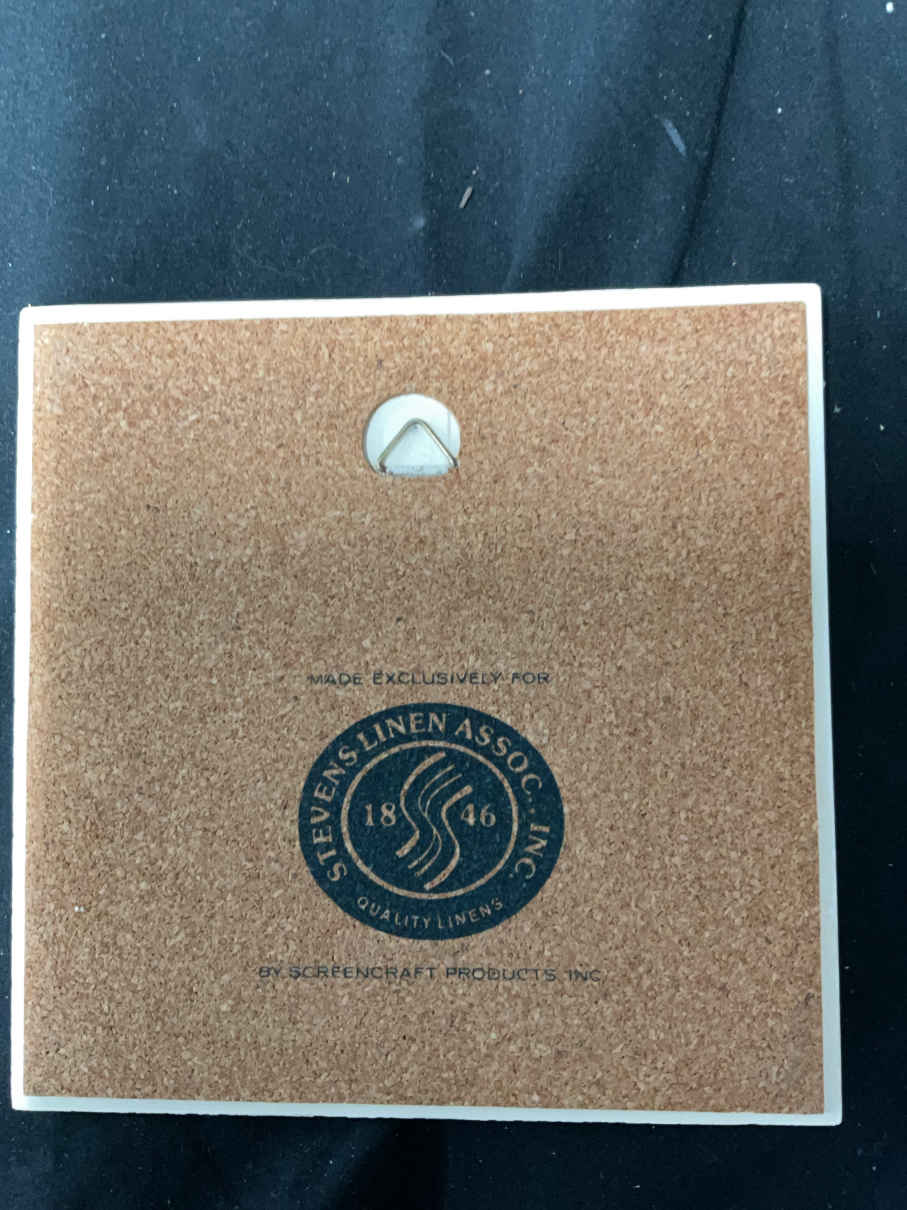 MADE EXCLUSIVELY FOR
STEVENS LINEN ASSOC., INC.
18 46
QUALITY LINENS
BY SCREENCRAFT PRODUCTS, INC.